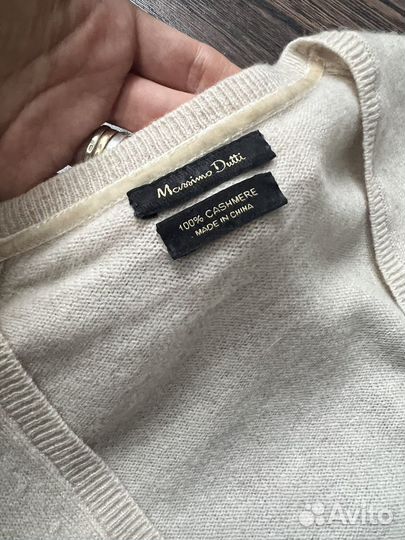 Massimo Dutti
100% CASHMERE
MADE IN CHINA
Avito